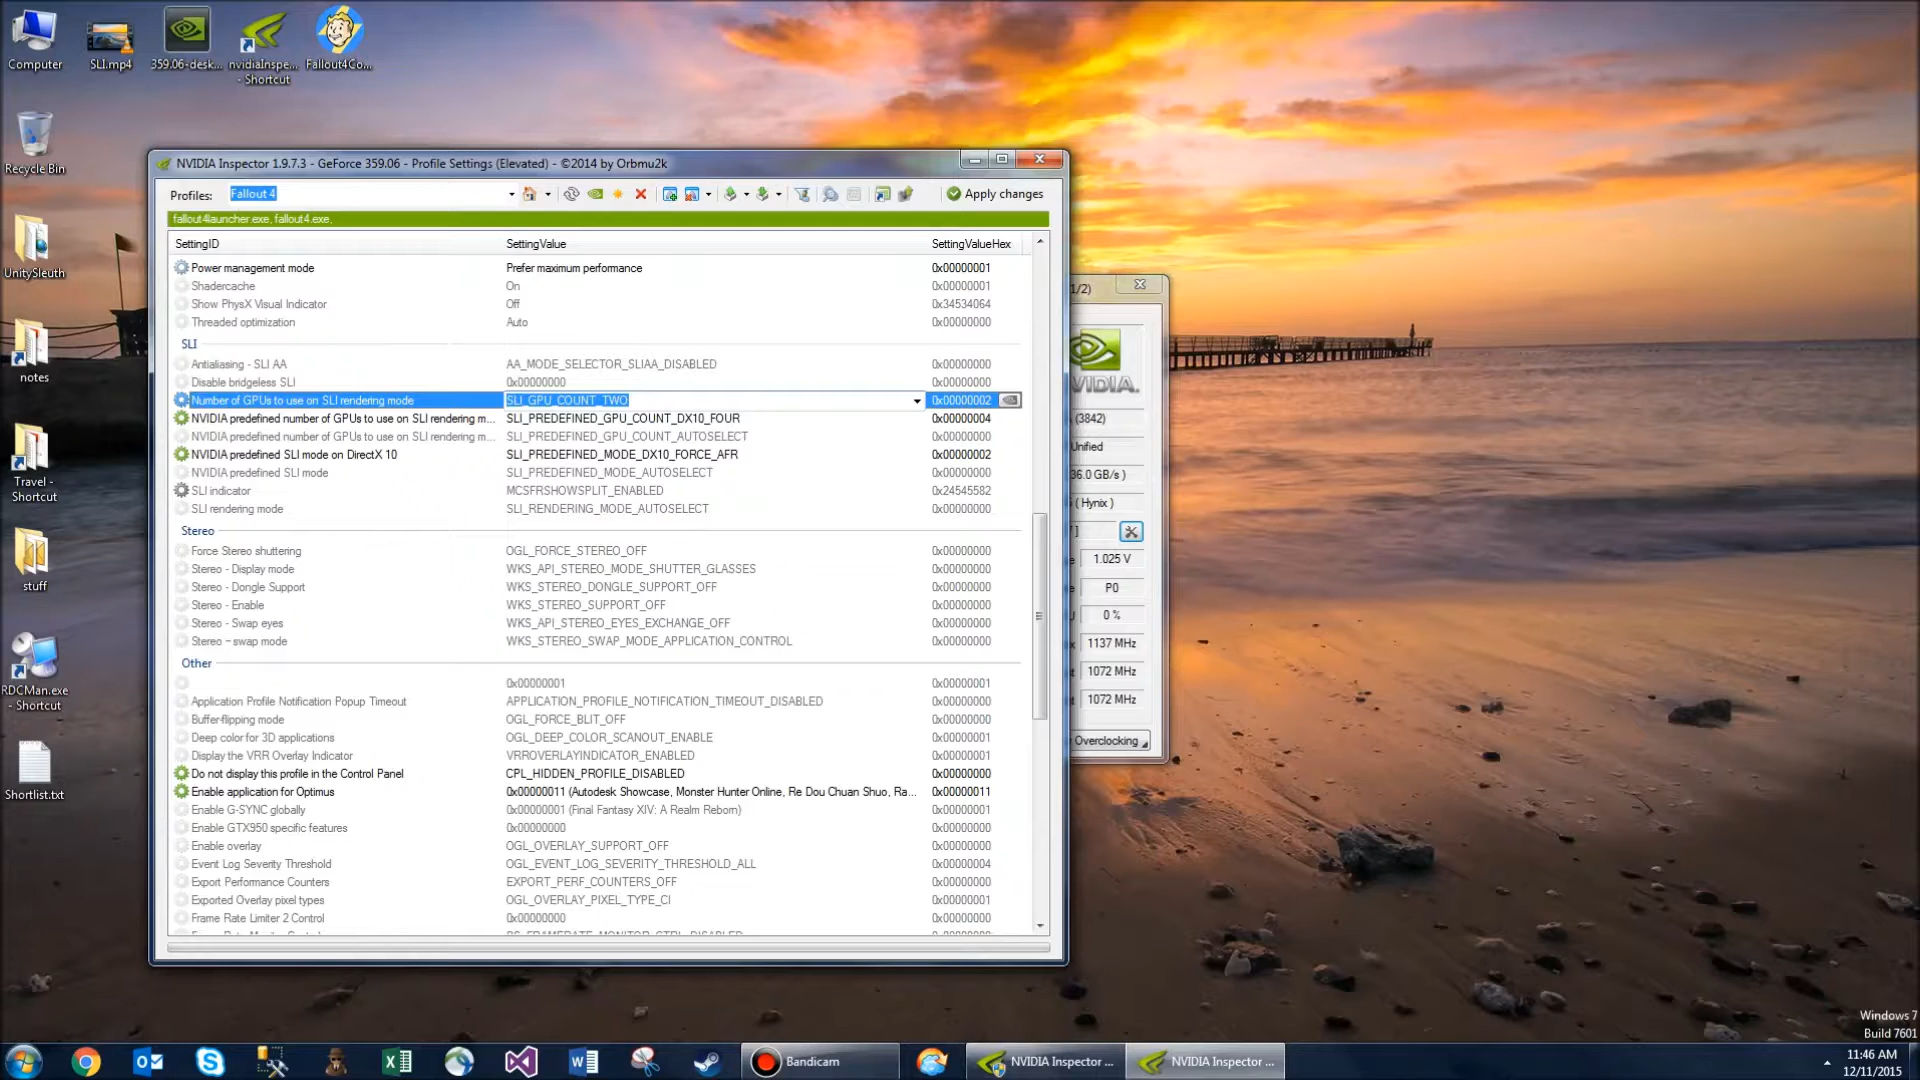 Computer
SLI.mp4
359.06-desk...
nvidiaInspe...
- Shortcut
Fallout4Co...
Recycle Bin
UnitySleuth
notes
Travel -
Shortcut
stuff
RDCMan.exe
- Shortcut
Shortlist.txt
NVIDIA Inspector 1.9.7.3 - GeForce 359.06 - Profile Settings (Elevated) - ©2014 by Orbmu2k
Profiles: Fallout 4 Apply changes
fallout4launcher.exe, fallout4.exe,
SettingID SettingValue SettingValueHex
Power management mode Prefer maximum performance 0x00000001
Shadercache On 0x00000001
Show PhysX Visual Indicator Off 0x34534064
Threaded optimization Auto 0x00000000
SLI
Antialiasing - SLI AA AA_MODE_SELECTOR_SLIAA_DISABLED 0x00000000
Disable bridgeless SLI 0x00000000 0x00000000
Number of GPUs to use on SLI rendering mode SLI_GPU_COUNT_TWO 0x00000002
NVIDIA predefined number of GPUs to use on SLI rendering m... SLI_PREDEFINED_GPU_COUNT_DX10_FOUR 0x00000004
NVIDIA predefined number of GPUs to use on SLI rendering m... SLI_PREDEFINED_GPU_COUNT_AUTOSELECT 0x00000000
NVIDIA predefined SLI mode on DirectX 10 SLI_PREDEFINED_MODE_DX10_FORCE_AFR 0x00000002
NVIDIA predefined SLI mode SLI_PREDEFINED_MODE_AUTOSELECT 0x00000000
SLI indicator MCSFRSHOWSPLIT_ENABLED 0x24545582
SLI rendering mode SLI_RENDERING_MODE_AUTOSELECT 0x00000000
Stereo
Force Stereo shuttering OGL_FORCE_STEREO_OFF 0x00000000
Stereo - Display mode WKS_API_STEREO_MODE_SHUTTER_GLASSES 0x00000000
Stereo - Dongle Support WKS_STEREO_DONGLE_SUPPORT_OFF 0x00000000
Stereo - Enable WKS_STEREO_SUPPORT_OFF 0x00000000
Stereo - Swap eyes WKS_API_STEREO_EYES_EXCHANGE_OFF 0x00000000
Stereo – swap mode WKS_STEREO_SWAP_MODE_APPLICATION_CONTROL 0x00000000
Other
0x00000001 0x00000001
Application Profile Notification Popup Timeout APPLICATION_PROFILE_NOTIFICATION_TIMEOUT_DISABLED 0x00000000
Buffer-flipping mode OGL_FORCE_BLIT_OFF 0x00000000
Deep color for 3D applications OGL_DEEP_COLOR_SCANOUT_ENABLE 0x00000001
Display the VRR Overlay Indicator VRROVERLAYINDICATOR_ENABLED 0x00000001
Do not display this profile in the Control Panel CPL_HIDDEN_PROFILE_DISABLED 0x00000000
Enable application for Optimus 0x00000011 (Autodesk Showcase, Monster Hunter Online, Re Dou Chuan Shuo, Ra... 0x00000011
Enable G-SYNC globally 0x00000001 (Final Fantasy XIV: A Realm Reborn) 0x00000001
Enable GTX950 specific features 0x00000000 0x00000000
Enable overlay OGL_OVERLAY_SUPPORT_OFF 0x00000000
Event Log Severity Threshold OGL_EVENT_LOG_SEVERITY_THRESHOLD_ALL 0x00000004
Export Performance Counters EXPORT_PERF_COUNTERS_OFF 0x00000000
Exported Overlay pixel types OGL_OVERLAY_PIXEL_TYPE_CI 0x00000001
Frame Rate Limiter 2 Control 0x00000000 0x00000000
1/2)
NVIDIA.
(3842)
Unified
36.0 GB/s )
( Hynix )
]
1.025 V
P0
0 %
1137 MHz
1072 MHz
1072 MHz
Overclocking
Windows 7
Build 7601
Bandicam
NVIDIA Inspector ...
NVIDIA Inspector ...
11:46 AM
12/11/2015